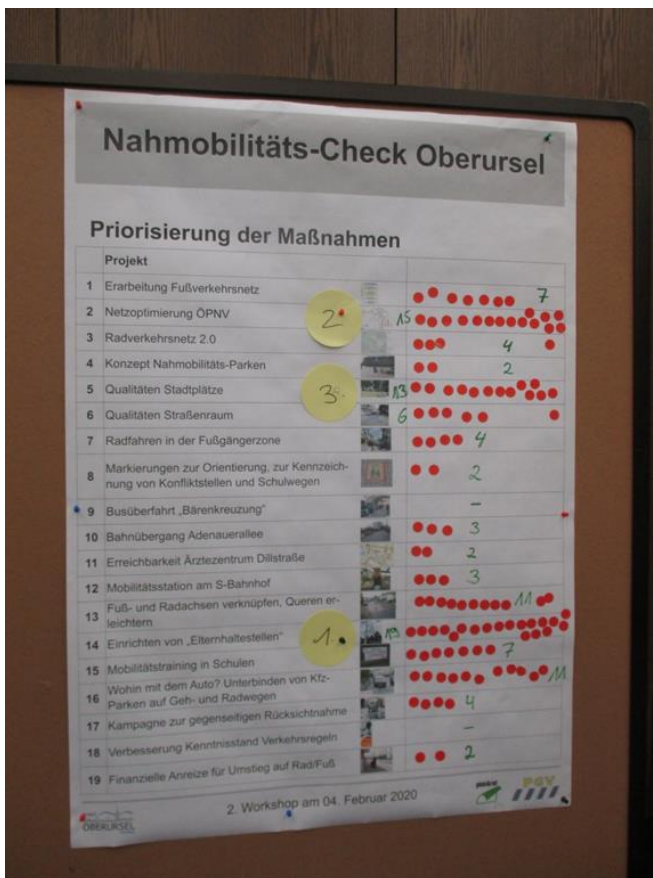 Nahmobilitäts-Check Oberursel
Priorisierung der Maßnahmen
Projekt
1 Erarbeitung Fußverkehrsnetz 7
2 Netzoptimierung ÖPNV 2. 15
3 Radverkehrsnetz 2.0 4
4 Konzept Nahmobilitäts-Parken 2
5 Qualitäten Stadtplätze 3. 13
6 Qualitäten Straßenraum 6
7 Radfahren in der Fußgängerzone 4
8 Markierungen zur Orientierung, zur Kennzeich-
nung von Konfliktstellen und Schulwegen 2
9 Busüberfahrt „Bärenkreuzung“ –
10 Bahnübergang Adenauerallee 3
11 Erreichbarkeit Ärztezentrum Dillstraße 2
12 Mobilitätsstation am S-Bahnhof 3
13 Fuß- und Radachsen verknüpfen, Queren er-
leichtern 11
14 Einrichten von „Elternhaltestellen“ 1. 19
15 Mobilitätstraining in Schulen 7
16 Wohin mit dem Auto? Unterbinden von Kfz-
Parken auf Geh- und Radwegen 11
17 Kampagne zur gegenseitigen Rücksichtnahme 4
18 Verbesserung Kenntnisstand Verkehrsregeln –
19 Finanzielle Anreize für Umstieg auf Rad/Fuß 2
2. Workshop am 04. Februar 2020
OBERURSEL
PGV